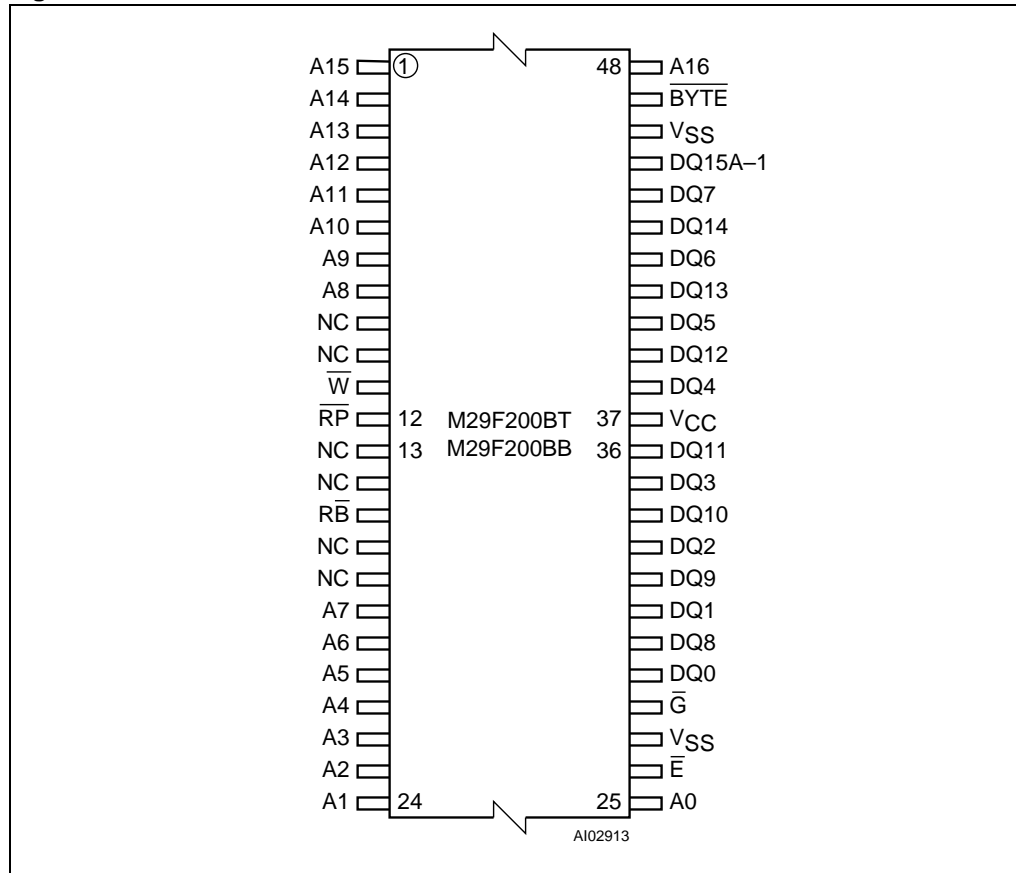 A15 ① 48 A16
A14 B̅Y̅T̅E̅
A13 VSS
A12 DQ15A–1
A11 DQ7
A10 DQ14
A9 DQ6
A8 DQ13
NC DQ5
NC DQ12
W̅ DQ4
R̅P̅ 12 M29F200BT 37 VCC
NC 13 M29F200BB 36 DQ11
NC DQ3
RB̅ DQ10
NC DQ2
NC DQ9
A7 DQ1
A6 DQ8
A5 DQ0
A4 G̅
A3 VSS
A2 E̅
A1 24 25 A0
AI02913